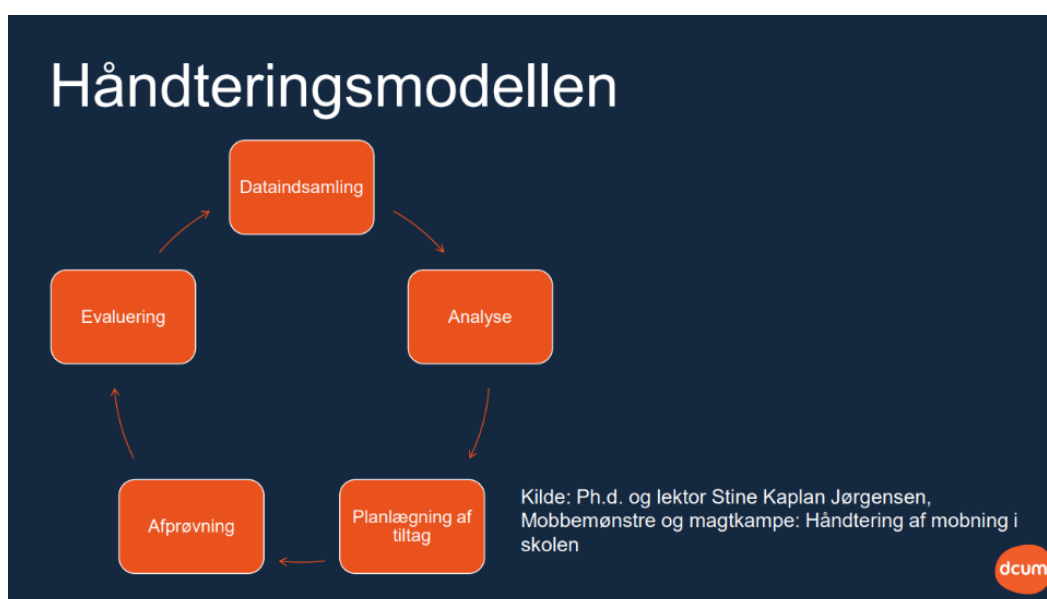 Håndteringsmodellen
Dataindsamling
Analyse
Planlægning af
tiltag
Afprøvning
Evaluering
Kilde: Ph.d. og lektor Stine Kaplan Jørgensen,
Mobbemønstre og magtkampe: Håndtering af mobning i
skolen
dcum